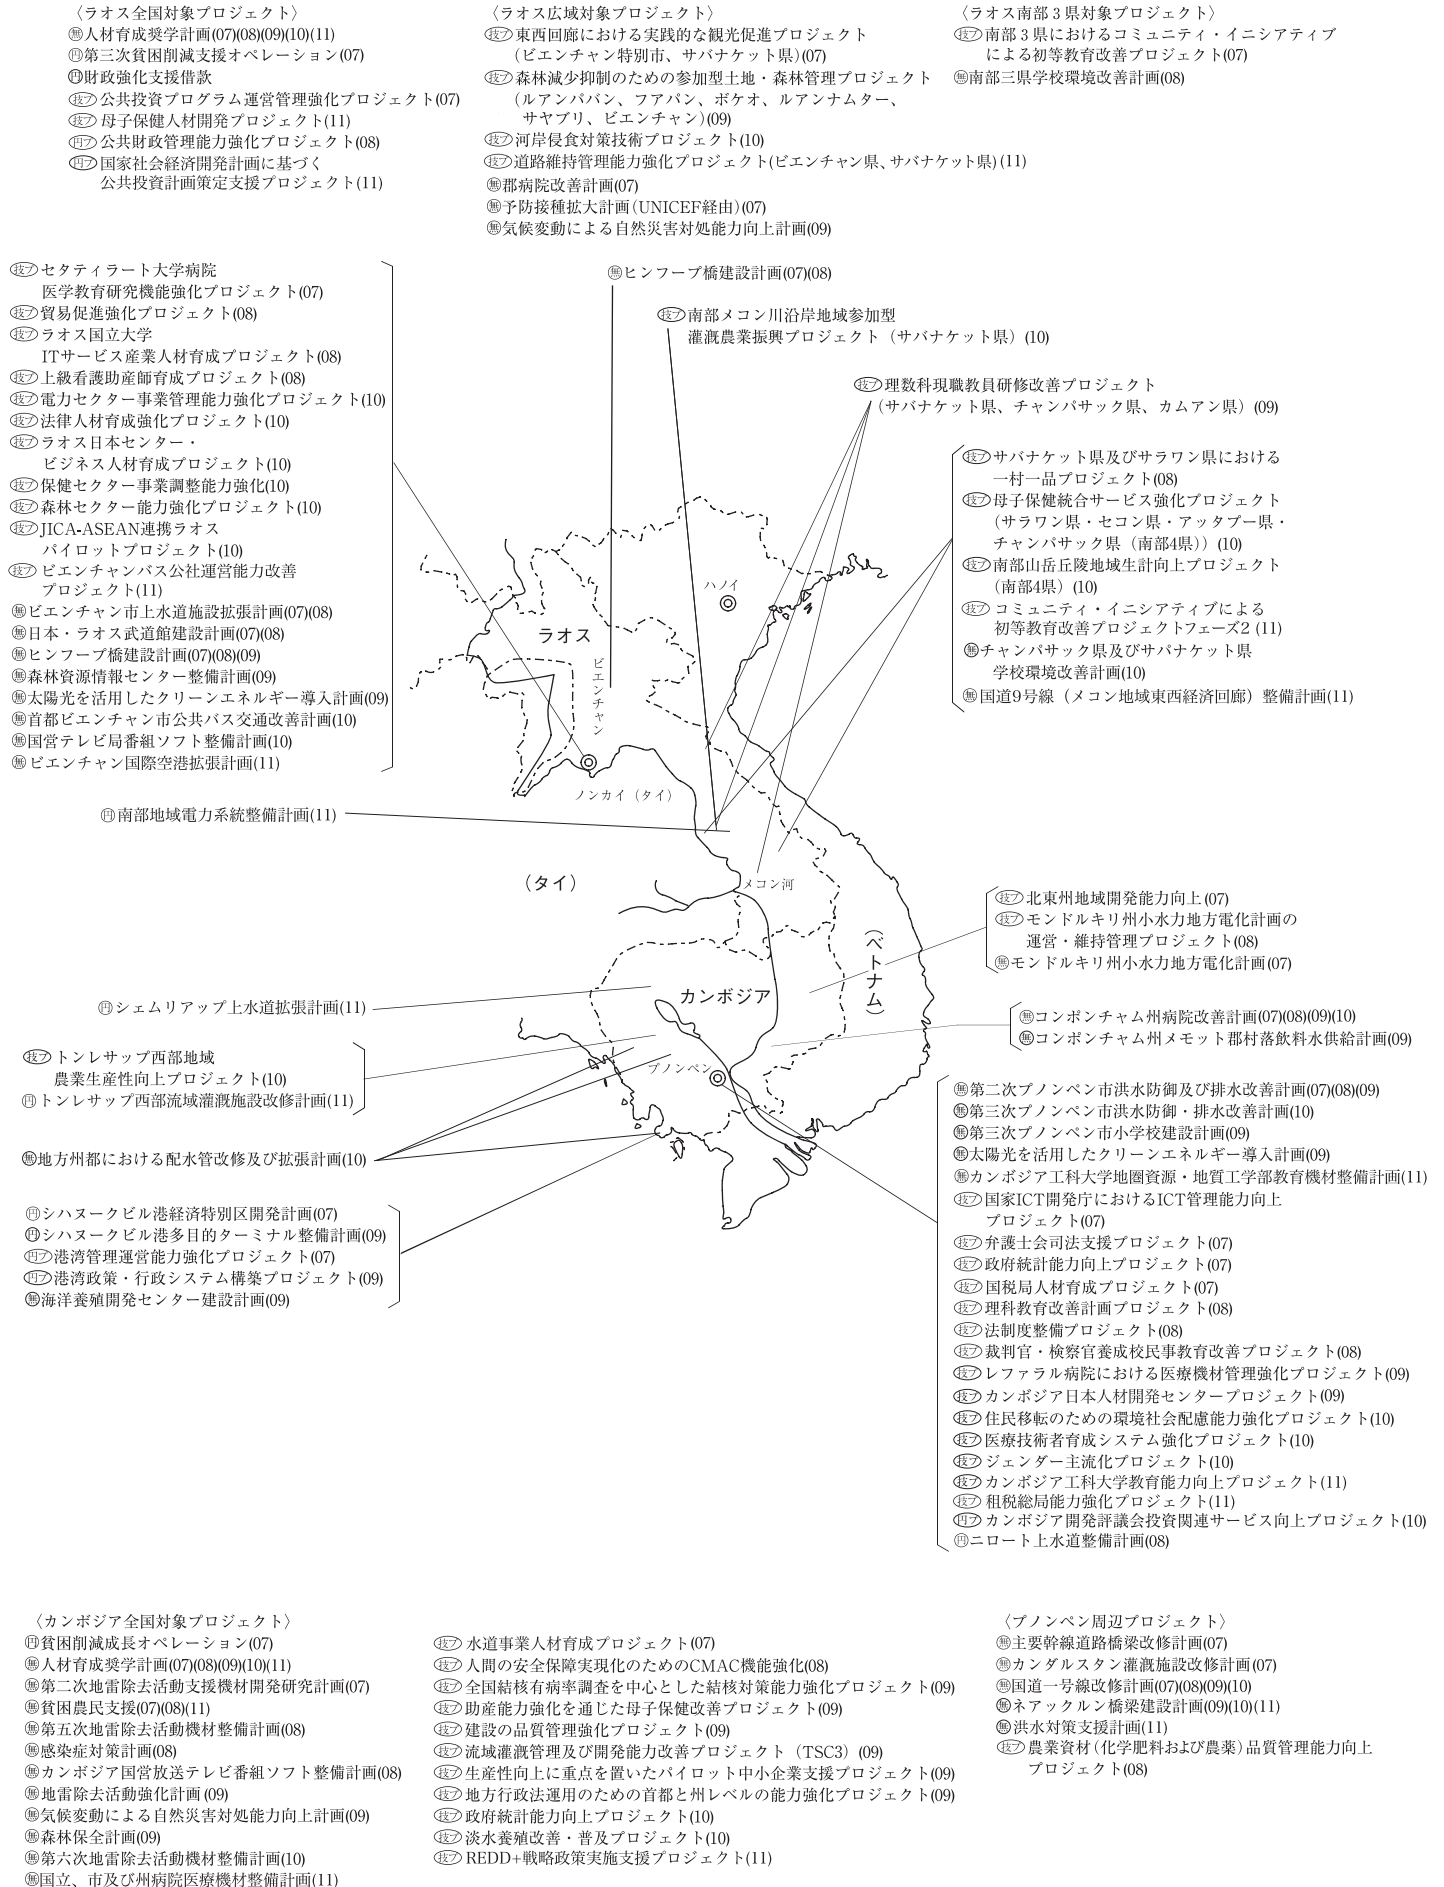 〈ラオス全国対象プロジェクト〉
㊋人材育成奨学計画(07)(08)(09)(10)(11)
円第三次貧困削減支援オペレーション(07)
円財政強化支援借款
技プ公共投資プログラム運営管理強化プロジェクト(07)
技プ母子保健人材開発プロジェクト(11)
円プ公共財政管理能力強化プロジェクト(08)
円プ国家社会経済開発計画に基づく
公共投資計画策定支援プロジェクト(11)
〈ラオス広域対象プロジェクト〉
技プ東西回廊における実践的な観光促進プロジェクト
(ビエンチャン特別市、サバナケット県)(07)
技プ森林減少抑制のための参加型土地・森林管理プロジェクト
(ルアンパバン、フアパン、ボケオ、ルアンナムター、
サヤブリ、ビエンチャン)(09)
技プ河岸侵食対策技術プロジェクト(10)
技プ道路維持管理能力強化プロジェクト(ビエンチャン県、サバナケット県)(11)
無郡病院改善計画(07)
無予防接種拡大計画(UNICEF経由)(07)
無気候変動による自然災害対処能力向上計画(09)
〈ラオス南部3県対象プロジェクト〉
技プ南部3県におけるコミュニティ・イニシアティブ
による初等教育改善プロジェクト(07)
無南部三県学校環境改善計画(08)
技プセタティラート大学病院
医学教育研究機能強化プロジェクト(07)
技プ貿易促進強化プロジェクト(08)
技プラオス国立大学
ITサービス産業人材育成プロジェクト(08)
技プ上級看護助産師育成プロジェクト(08)
技プ電力セクター事業管理能力強化プロジェクト(10)
技プ法律人材育成強化プロジェクト(10)
技プラオス日本センター・
ビジネス人材育成プロジェクト(10)
技プ保健セクター事業調整能力強化(10)
技プ森林セクター能力強化プロジェクト(10)
技プJICA-ASEAN連携ラオス
パイロットプロジェクト(10)
技プビエンチャンバス公社運営能力改善
プロジェクト(11)
無ビエンチャン市上水道施設拡張計画(07)(08)
無日本・ラオス武道館建設計画(07)(08)
無ヒンフープ橋建設計画(07)(08)(09)
無森林資源情報センター整備計画(09)
無太陽光を活用したクリーンエネルギー導入計画(09)
無首都ビエンチャン市公共バス交通改善計画(10)
無国営テレビ局番組ソフト整備計画(10)
無ビエンチャン国際空港拡張計画(11)
無ヒンフープ橋建設計画(07)(08)
技プ南部メコン川沿岸地域参加型
灌漑農業振興プロジェクト（サバナケット県）(10)
技プ理数科現職教員研修改善プロジェクト
（サバナケット県、チャンパサック県、カムアン県）(09)
技プサバナケット県及びサラワン県における
一村一品プロジェクト(08)
技プ母子保健統合サービス強化プロジェクト
（サラワン県・セコン県・アッタプー県・
チャンパサック県（南部4県））(10)
技プ南部山岳丘陵地域生計向上プロジェクト
（南部4県）(10)
技プコミュニティ・イニシアティブによる
初等教育改善プロジェクトフェーズ2 (11)
無チャンパサック県及びサバナケット県
学校環境改善計画(10)
無国道9号線（メコン地域東西経済回廊）整備計画(11)
ハノイ
ラオス
ビエンチャン
ノンカイ（タイ）
円南部地域電力系統整備計画(11)
（タイ）
メコン河
（ベトナム）
カンボジア
プノンペン
技プ北東州地域開発能力向上(07)
技プモンドルキリ州小水力地方電化計画の
運営・維持管理プロジェクト(08)
無モンドルキリ州小水力地方電化計画(07)
円シェムリアップ上水道拡張計画(11)
無コンポンチャム州病院改善計画(07)(08)(09)(10)
無コンポンチャム州メモット郡村落飲料水供給計画(09)
技プトンレサップ西部地域
農業生産性向上プロジェクト(10)
円トンレサップ西部流域灌漑施設改修計画(11)
無地方州都における配水管改修及び拡張計画(10)
円シハヌークビル港経済特別区開発計画(07)
円シハヌークビル港多目的ターミナル整備計画(09)
円プ港湾管理運営能力強化プロジェクト(07)
円プ港湾政策・行政システム構築プロジェクト(09)
無海洋養殖開発センター建設計画(09)
無第二次プノンペン市洪水防御及び排水改善計画(07)(08)(09)
無第三次プノンペン市洪水防御・排水改善計画(10)
無第三次プノンペン市小学校建設計画(09)
無太陽光を活用したクリーンエネルギー導入計画(09)
無カンボジア工科大学地圏資源・地質工学部教育機材整備計画(11)
技プ国家ICT開発庁におけるICT管理能力向上
プロジェクト(07)
技プ弁護士会司法支援プロジェクト(07)
技プ政府統計能力向上プロジェクト(07)
技プ国税局人材育成プロジェクト(07)
技プ理科教育改善計画プロジェクト(08)
技プ法制度整備プロジェクト(08)
技プ裁判官・検察官養成校民事教育改善プロジェクト(08)
技プレファラル病院における医療機材管理強化プロジェクト(09)
技プカンボジア日本人材開発センタープロジェクト(09)
技プ住民移転のための環境社会配慮能力強化プロジェクト(10)
技プ医療技術者育成システム強化プロジェクト(10)
技プジェンダー主流化プロジェクト(10)
技プカンボジア工科大学教育能力向上プロジェクト(11)
技プ租税総局能力強化プロジェクト(11)
円プカンボジア開発評議会投資関連サービス向上プロジェクト(10)
円ニロート上水道整備計画(08)
〈カンボジア全国対象プロジェクト〉
円貧困削減成長オペレーション(07)
無人材育成奨学計画(07)(08)(09)(10)(11)
無第二次地雷除去活動支援機材開発研究計画(07)
無貧困農民支援(07)(08)(11)
無第五次地雷除去活動機材整備計画(08)
無感染症対策計画(08)
無カンボジア国営放送テレビ番組ソフト整備計画(08)
無地雷除去活動強化計画(09)
無気候変動による自然災害対処能力向上計画(09)
無森林保全計画(09)
無第六次地雷除去活動機材整備計画(10)
無国立、市及び州病院医療機材整備計画(11)
技プ水道事業人材育成プロジェクト(07)
技プ人間の安全保障実現化のためのCMAC機能強化(08)
技プ全国結核有病率調査を中心とした結核対策能力強化プロジェクト(09)
技プ助産能力強化を通じた母子保健改善プロジェクト(09)
技プ建設の品質管理強化プロジェクト(09)
技プ流域灌漑管理及び開発能力改善プロジェクト（TSC3）(09)
技プ生産性向上に重点を置いたパイロット中小企業支援プロジェクト(09)
技プ地方行政法運用のための首都と州レベルの能力強化プロジェクト(09)
技プ政府統計能力向上プロジェクト(10)
技プ淡水養殖改善・普及プロジェクト(10)
技プREDD+戦略政策実施支援プロジェクト(11)
〈プノンペン周辺プロジェクト〉
無主要幹線道路橋梁改修計画(07)
無カンダルスタン灌漑施設改修計画(07)
無国道一号線改修計画(07)(08)(09)(10)
無ネアックルン橋梁建設計画(09)(10)(11)
無洪水対策支援計画(11)
技プ農業資材(化学肥料および農薬)品質管理能力向上
プロジェクト(08)